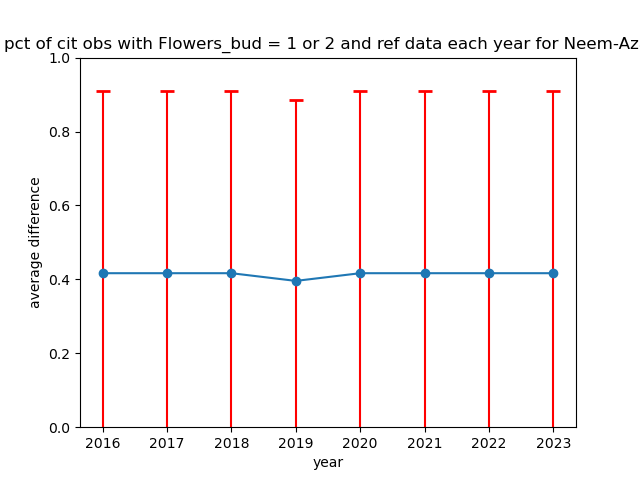 pct of cit obs with Flowers_bud = 1 or 2 and ref data each year for Neem-Az
1.0
0.8
0.6
0.4
0.2
0.0
average difference
2016 2017 2018 2019 2020 2021 2022 2023
year